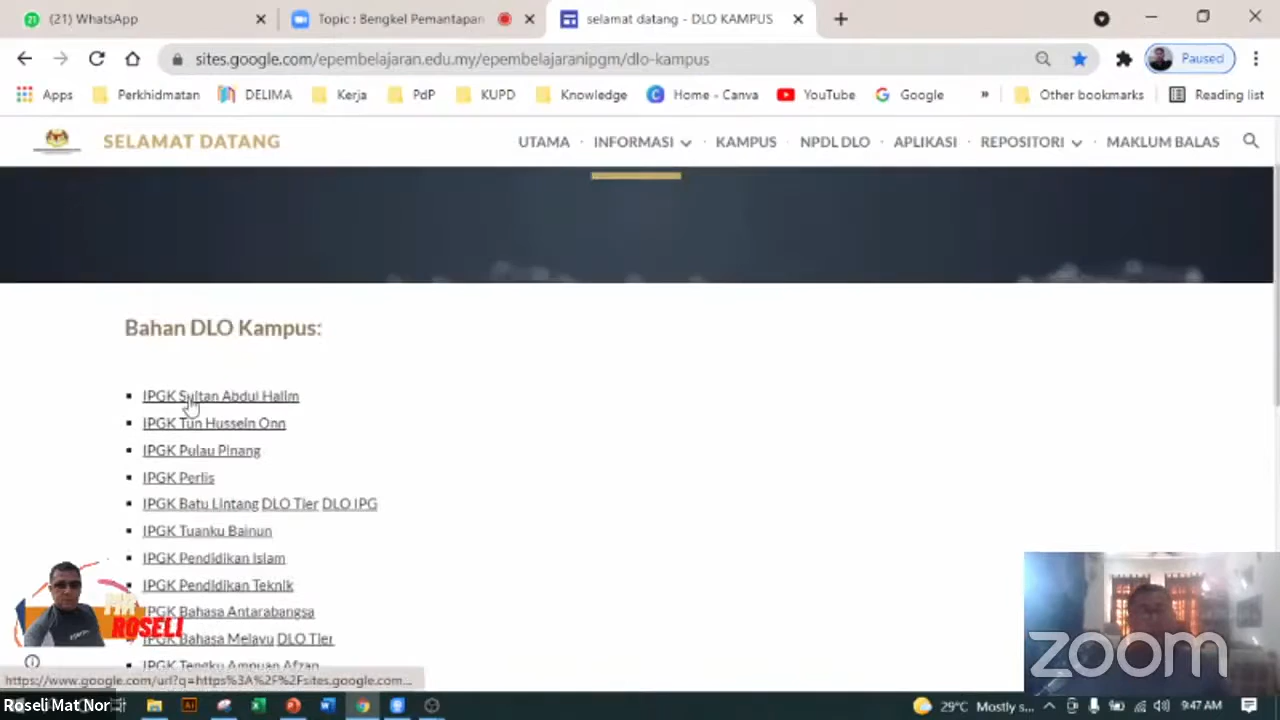 21 (21) WhatsApp
Topic : Bengkel Pemantapan
selamat datang - DLO KAMPUS
sites.google.com/epembelajaran.edu.my/epembelajaranipgm/dlo-kampus
Paused
Apps Perkhidmatan DELIMA Kerja PdP KUPD Knowledge Home - Canva YouTube Google » Other bookmarks Reading list
SELAMAT DATANG
UTAMA · INFORMASI · KAMPUS · NPDL DLO · APLIKASI · REPOSITORI · MAKLUM BALAS
Bahan DLO Kampus:
IPGK Sultan Abdul Halim
IPGK Tun Hussein Onn
IPGK Pulau Pinang
IPGK Perlis
IPGK Batu Lintang DLO Tier DLO IPG
IPGK Tuanku Bainun
IPGK Pendidikan Islam
IPGK Pendidikan Teknik
IPGK Bahasa Antarabangsa
IPGK Bahasa Melayu DLO Tier
IPGK Tengku Ampuan Afzan
ROSELI
https://www.google.com/url?q=https%3A%2F%2Fsites.google.com...
zoom
Roseli Mat Nor
29°C Mostly s... 9:47 AM